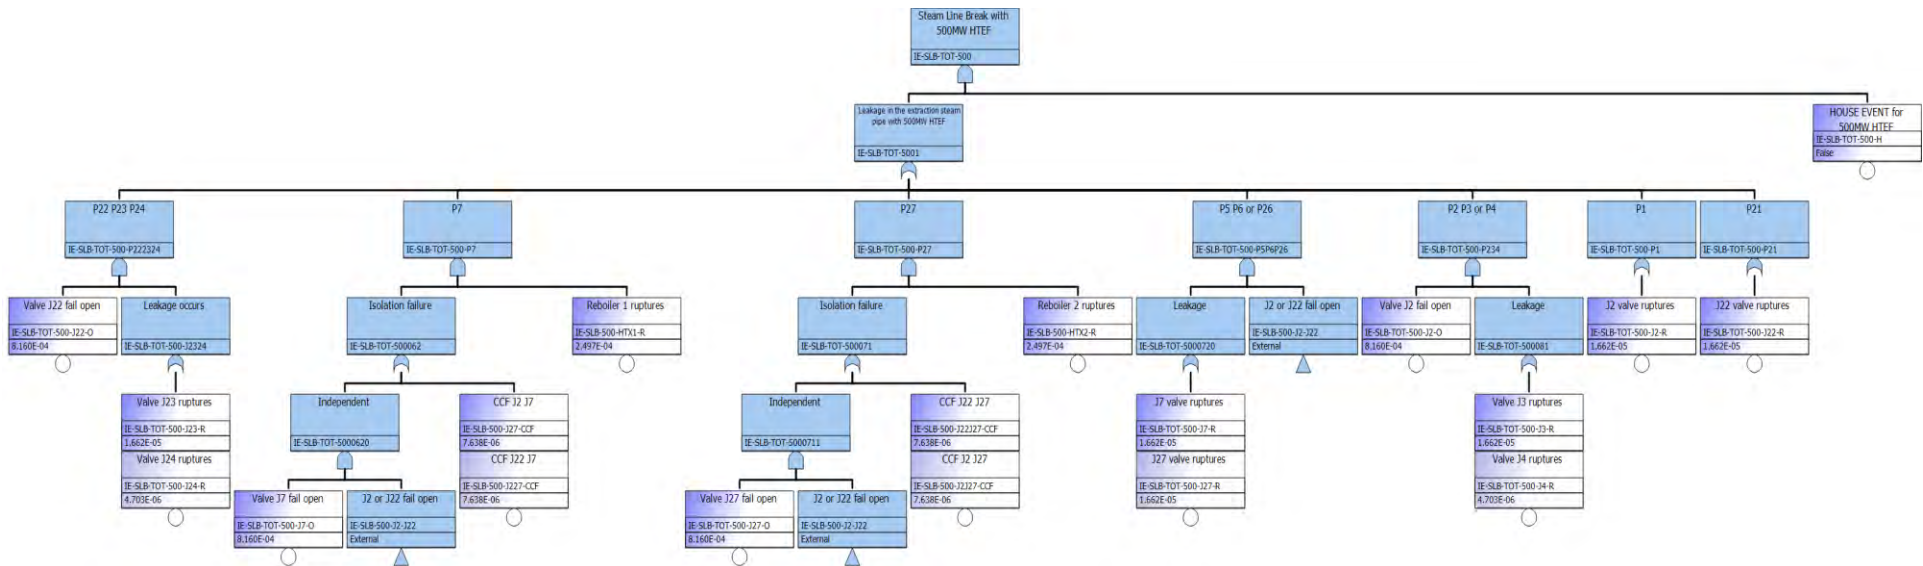 Steam Line Break with
500MW HTEF
IE-SLB-TOT-500
Leakage in the extraction steam
pipe with 500MW HTEF
IE-SLB-TOT-5001
HOUSE EVENT for
500MW HTEF
IE-SLB-TOT-500-H
False
P22 P23 P24
IE-SLB-TOT-500-P222324
P7
IE-SLB-TOT-500-P7
P27
IE-SLB-TOT-500-P27
P5 P6 or P26
IE-SLB-TOT-500-P5P6P26
P2 P3 or P4
IE-SLB-TOT-500-P234
P1
IE-SLB-TOT-500-P1
P21
IE-SLB-TOT-500-P21
Valve J22 fail open
IE-SLB-TOT-500-J22-O
8.160E-04
Leakage occurs
IE-SLB-TOT-500-J2324
Isolation failure
IE-SLB-TOT-500062
Reboiler 1 ruptures
IE-SLB-500-HTX1-R
2.497E-04
Isolation failure
IE-SLB-TOT-500071
Reboiler 2 ruptures
IE-SLB-500-HTX2-R
2.497E-04
Leakage
IE-SLB-TOT-5000720
J2 or J22 fail open
IE-SLB-500-J2-J22
External
Valve J2 fail open
IE-SLB-TOT-500-J2-O
8.160E-04
Leakage
IE-SLB-TOT-500081
J2 valve ruptures
IE-SLB-TOT-500-J2-R
1.662E-05
J22 valve ruptures
IE-SLB-TOT-500-J22-R
1.662E-05
Valve J23 ruptures
IE-SLB-TOT-500-J23-R
1.662E-05
Valve J24 ruptures
IE-SLB-TOT-500-J24-R
4.703E-06
Independent
IE-SLB-TOT-5000620
CCF J2 J7
IE-SLB-500-J27-CCF
7.638E-06
CCF J22 J7
IE-SLB-500-J227-CCF
7.638E-06
Independent
IE-SLB-TOT-5000711
CCF J22 J27
IE-SLB-500-J22J27-CCF
7.638E-06
CCF J2 J27
IE-SLB-500-J2J27-CCF
7.638E-06
J7 valve ruptures
IE-SLB-TOT-500-J7-R
1.662E-05
J27 valve ruptures
IE-SLB-TOT-500-J27-R
1.662E-05
Valve J3 ruptures
IE-SLB-TOT-500-J3-R
1.662E-05
Valve J4 ruptures
IE-SLB-TOT-500-J4-R
4.703E-06
Valve J7 fail open
IE-SLB-TOT-500-J7-O
8.160E-04
J2 or J22 fail open
IE-SLB-500-J2-J22
External
Valve J27 fail open
IE-SLB-TOT-500-J27-O
8.160E-04
J2 or J22 fail open
IE-SLB-500-J2-J22
External